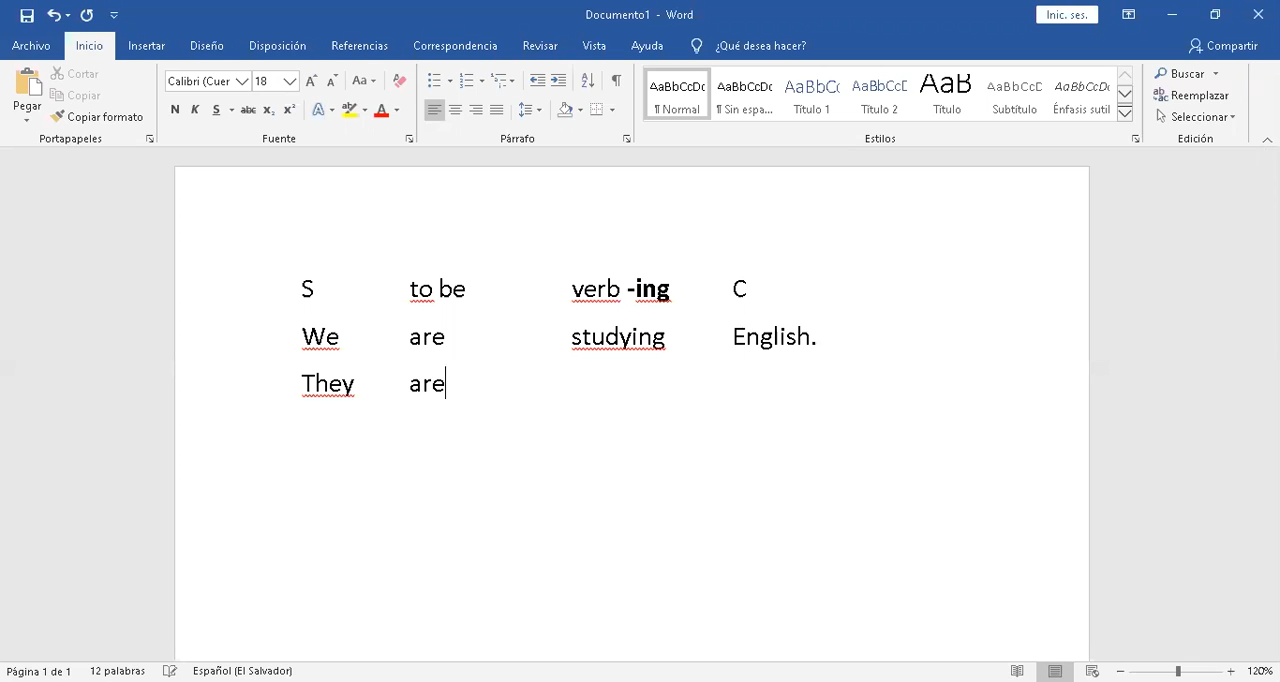 Documento1 - Word
Inic. ses.
Archivo Inicio Insertar Diseño Disposición Referencias Correspondencia Revisar Vista Ayuda ¿Qué desea hacer? Compartir
Pegar
Cortar
Copiar
Copiar formato
Portapapeles
Calibri (Cuer 18
Aa
N K S abc x₂ x² A A
Fuente
Párrafo
AaBbCcDc AaBbCcDc AaBbCc AaBbCcD AaB AaBbCcD AaBbCcDc
¶ Normal ¶ Sin espa... Título 1 Título 2 Título Subtítulo Énfasis sutil
Estilos
Buscar
Reemplazar
Seleccionar
Edición
S to be verb -ing C
We are studying English.
They are
Página 1 de 1 12 palabras Español (El Salvador) 120%